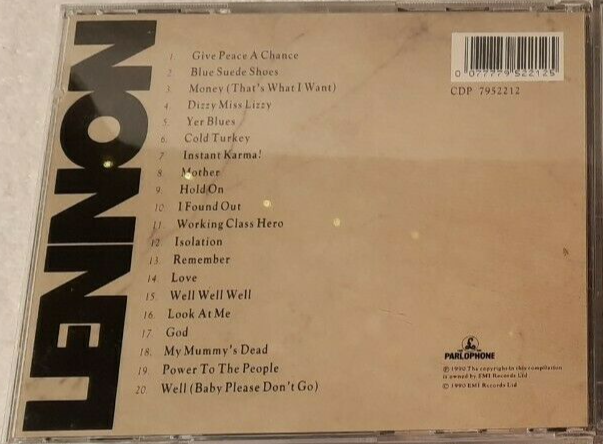 LENNON
1. Give Peace A Chance
2. Blue Suede Shoes
3. Money (That's What I Want)
4. Dizzy Miss Lizzy
5. Yer Blues
6. Cold Turkey
7. Instant Karma!
8. Mother
9. Hold On
10. I Found Out
11. Working Class Hero
12. Isolation
13. Remember
14. Love
15. Well Well Well
16. Look At Me
17. God
18. My Mummy's Dead
19. Power To The People
20. Well (Baby Please Don't Go)
0 077779 522125
CDP 7952212
PARLOPHONE
℗ 1990 The copyright in this compilation
is owned by EMI Records Ltd
© 1990 EMI Records Ltd